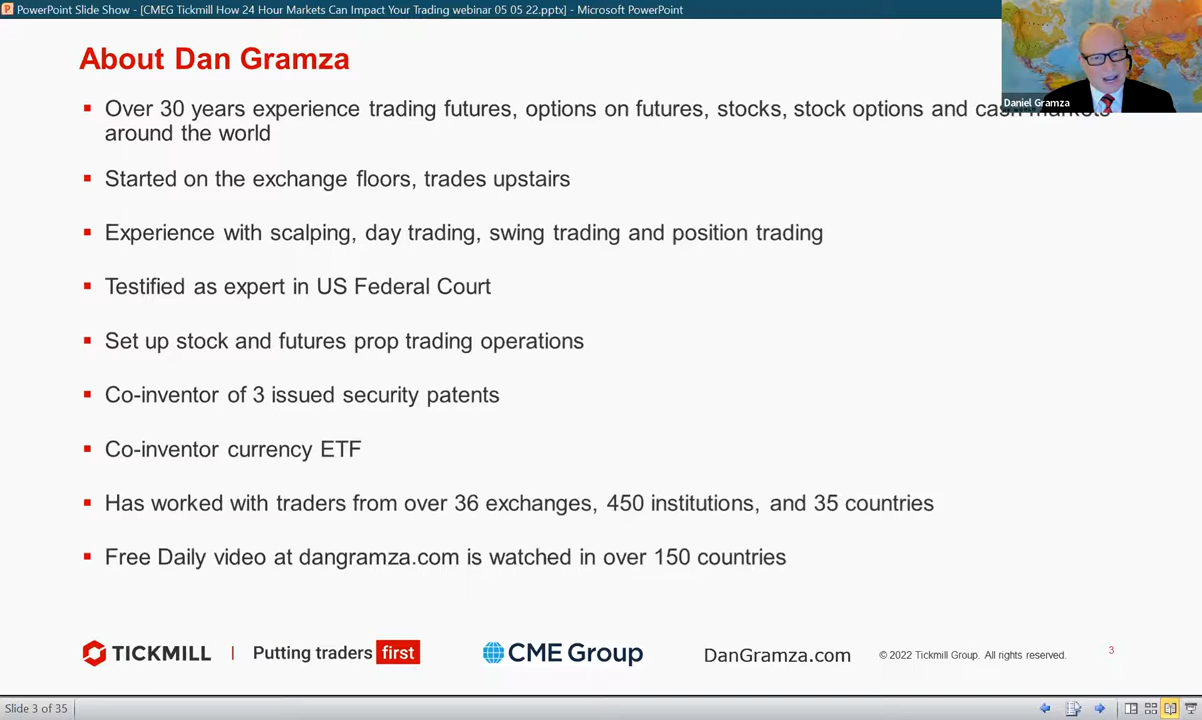 PowerPoint Slide Show - [CMEG Tickmill How 24 Hour Markets Can Impact Your Trading webinar 05 05 22.pptx] - Microsoft PowerPoint
About Dan Gramza
Daniel Gramza
▪ Over 30 years experience trading futures, options on futures, stocks, stock options and cash markets
around the world
▪ Started on the exchange floors, trades upstairs
▪ Experience with scalping, day trading, swing trading and position trading
▪ Testified as expert in US Federal Court
▪ Set up stock and futures prop trading operations
▪ Co-inventor of 3 issued security patents
▪ Co-inventor currency ETF
▪ Has worked with traders from over 36 exchanges, 450 institutions, and 35 countries
▪ Free Daily video at dangramza.com is watched in over 150 countries
TICKMILL | Putting traders first CME Group DanGramza.com © 2022 Tickmill Group. All rights reserved. 3
Slide 3 of 35